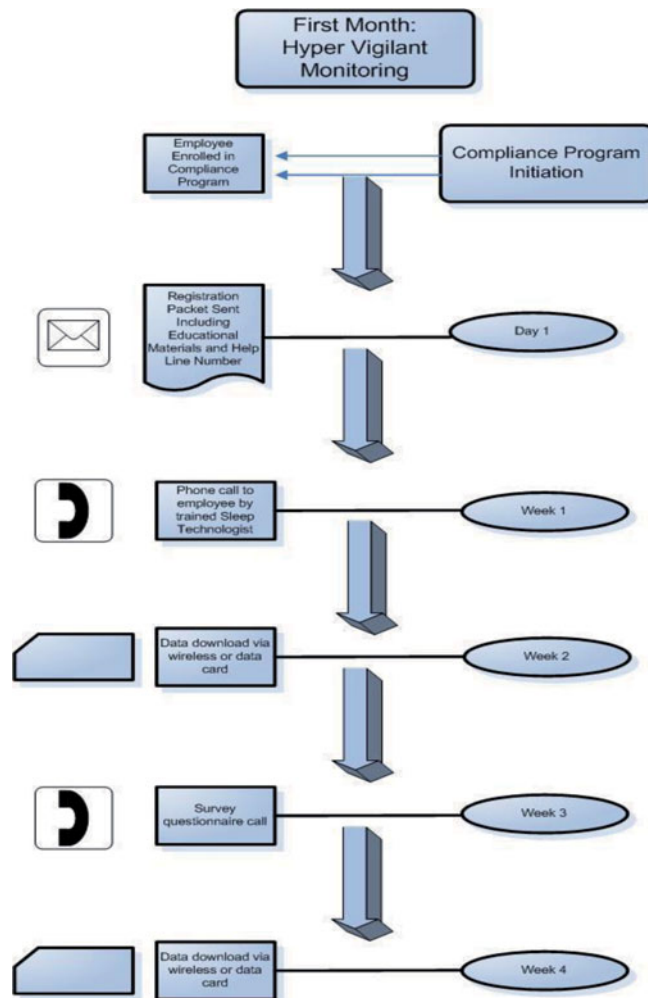 First Month:
Hyper Vigilant
Monitoring
Employee
Enrolled in
Compliance
Program
Compliance Program
Initiation
Registration
Packet Sent
Including
Educational
Materials and Help
Line Number
Day 1
Phone call to
employee by
trained Sleep
Technologist
Week 1
Data download via
wireless or data
card
Week 2
Survey
questionnaire call
Week 3
Data download via
wireless or data
card
Week 4